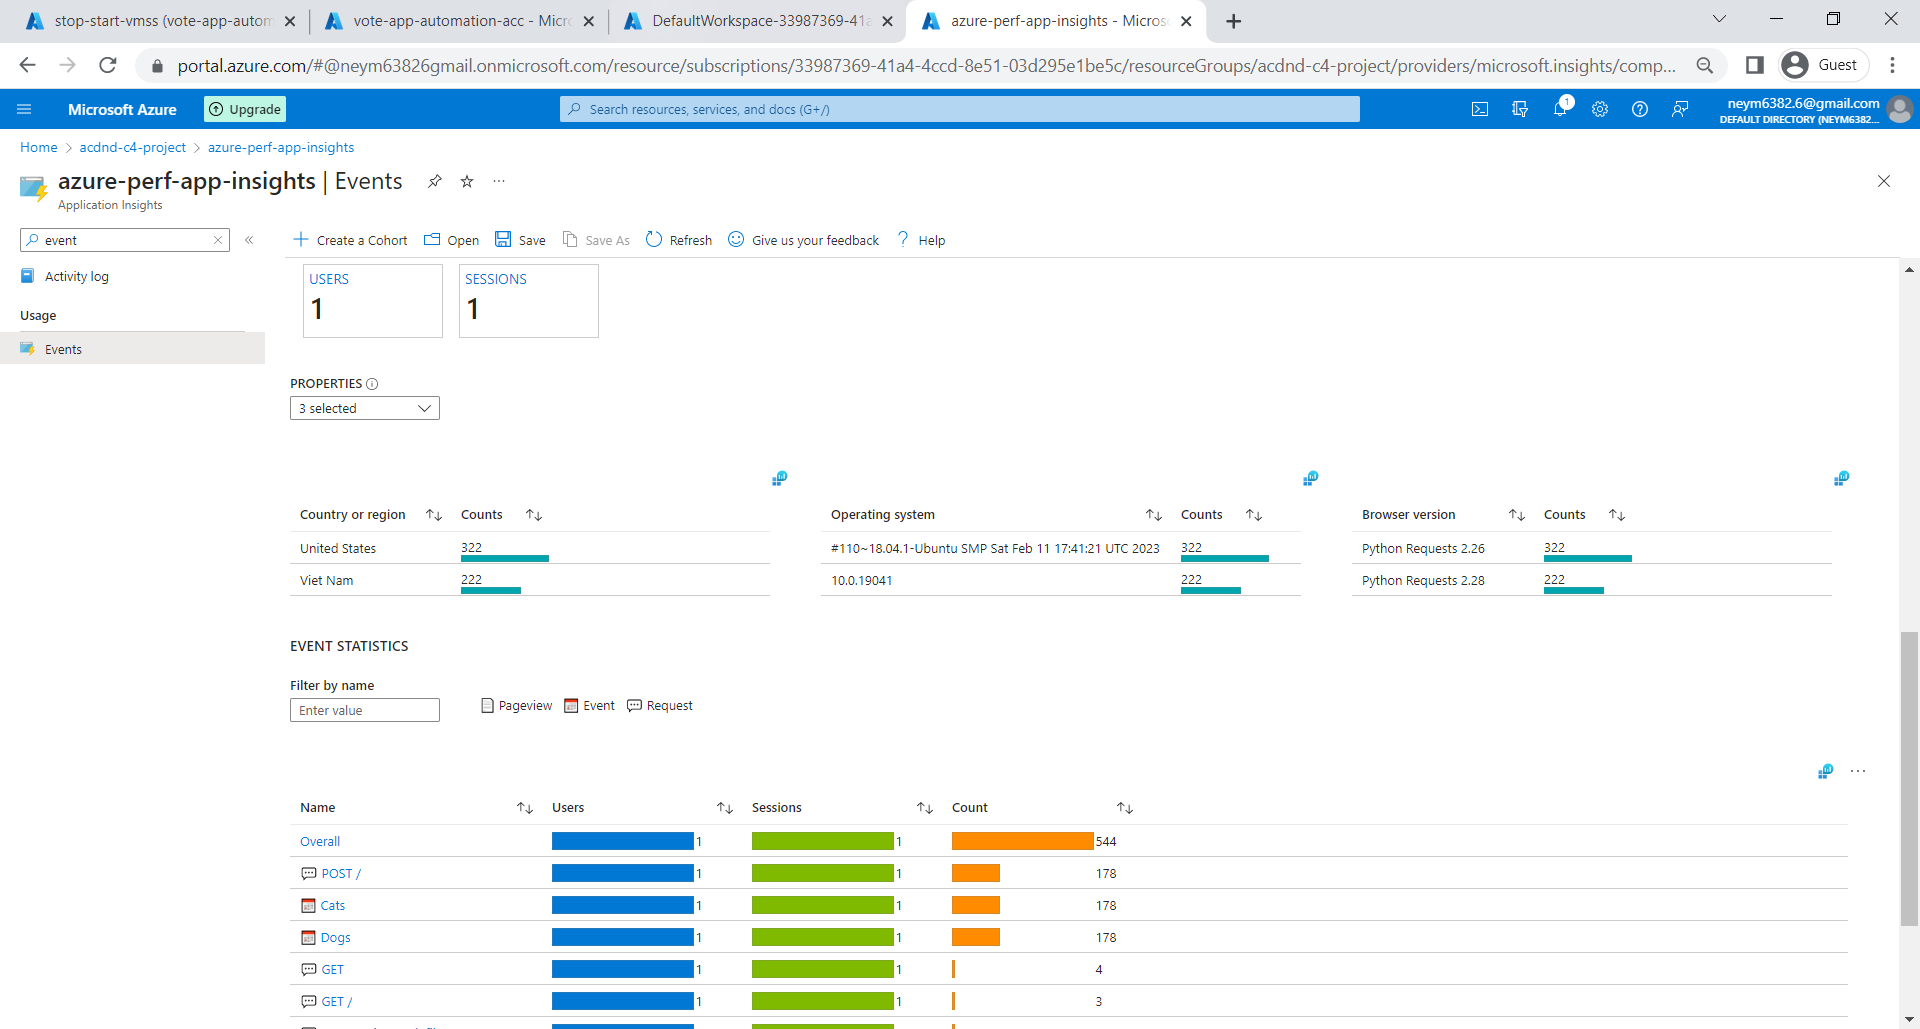 stop-start-vmss (vote-app-autom
vote-app-automation-acc - Micro
DefaultWorkspace-33987369-41a
azure-perf-app-insights - Microso
portal.azure.com/#@neym63826gmail.onmicrosoft.com/resource/subscriptions/33987369-41a4-4ccd-8e51-03d295e1be5c/resourceGroups/acdnd-c4-project/providers/microsoft.insights/comp...
Guest
Microsoft Azure
Upgrade
Search resources, services, and docs (G+/)
1
neym6382.6@gmail.com
DEFAULT DIRECTORY (NEYM6382...
Home > acdnd-c4-project > azure-perf-app-insights
azure-perf-app-insights | Events
Application Insights
event
Create a Cohort Open Save Save As Refresh Give us your feedback Help
Activity log
Usage
Events
USERS
1
SESSIONS
1
PROPERTIES
3 selected
Country or region Counts
United States 322
Viet Nam 222
Operating system Counts
#110~18.04.1-Ubuntu SMP Sat Feb 11 17:41:21 UTC 2023 322
10.0.19041 222
Browser version Counts
Python Requests 2.26 322
Python Requests 2.28 222
EVENT STATISTICS
Filter by name
Enter value
Pageview Event Request
Name Users Sessions Count
Overall 1 1 544
POST / 1 1 178
Cats 1 1 178
Dogs 1 1 178
GET 1 1 4
GET / 1 1 3